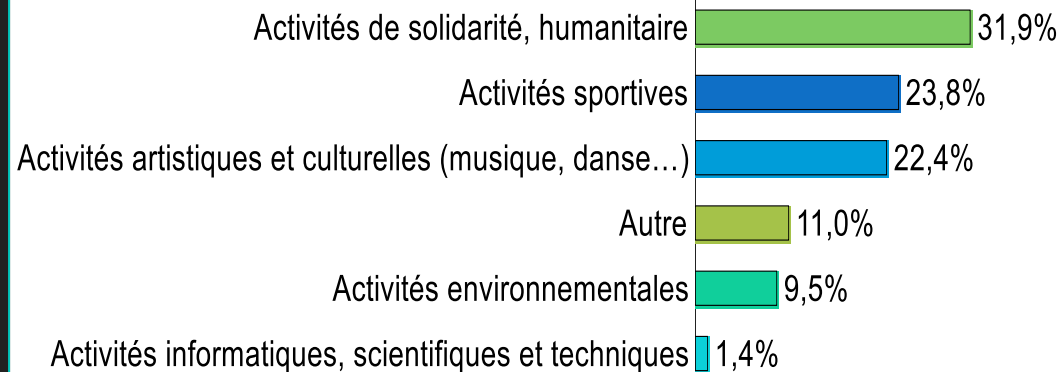 Activités de solidarité, humanitaire 31,9%
Activités sportives 23,8%
Activités artistiques et culturelles (musique, danse…) 22,4%
Autre 11,0%
Activités environnementales 9,5%
Activités informatiques, scientifiques et techniques 1,4%